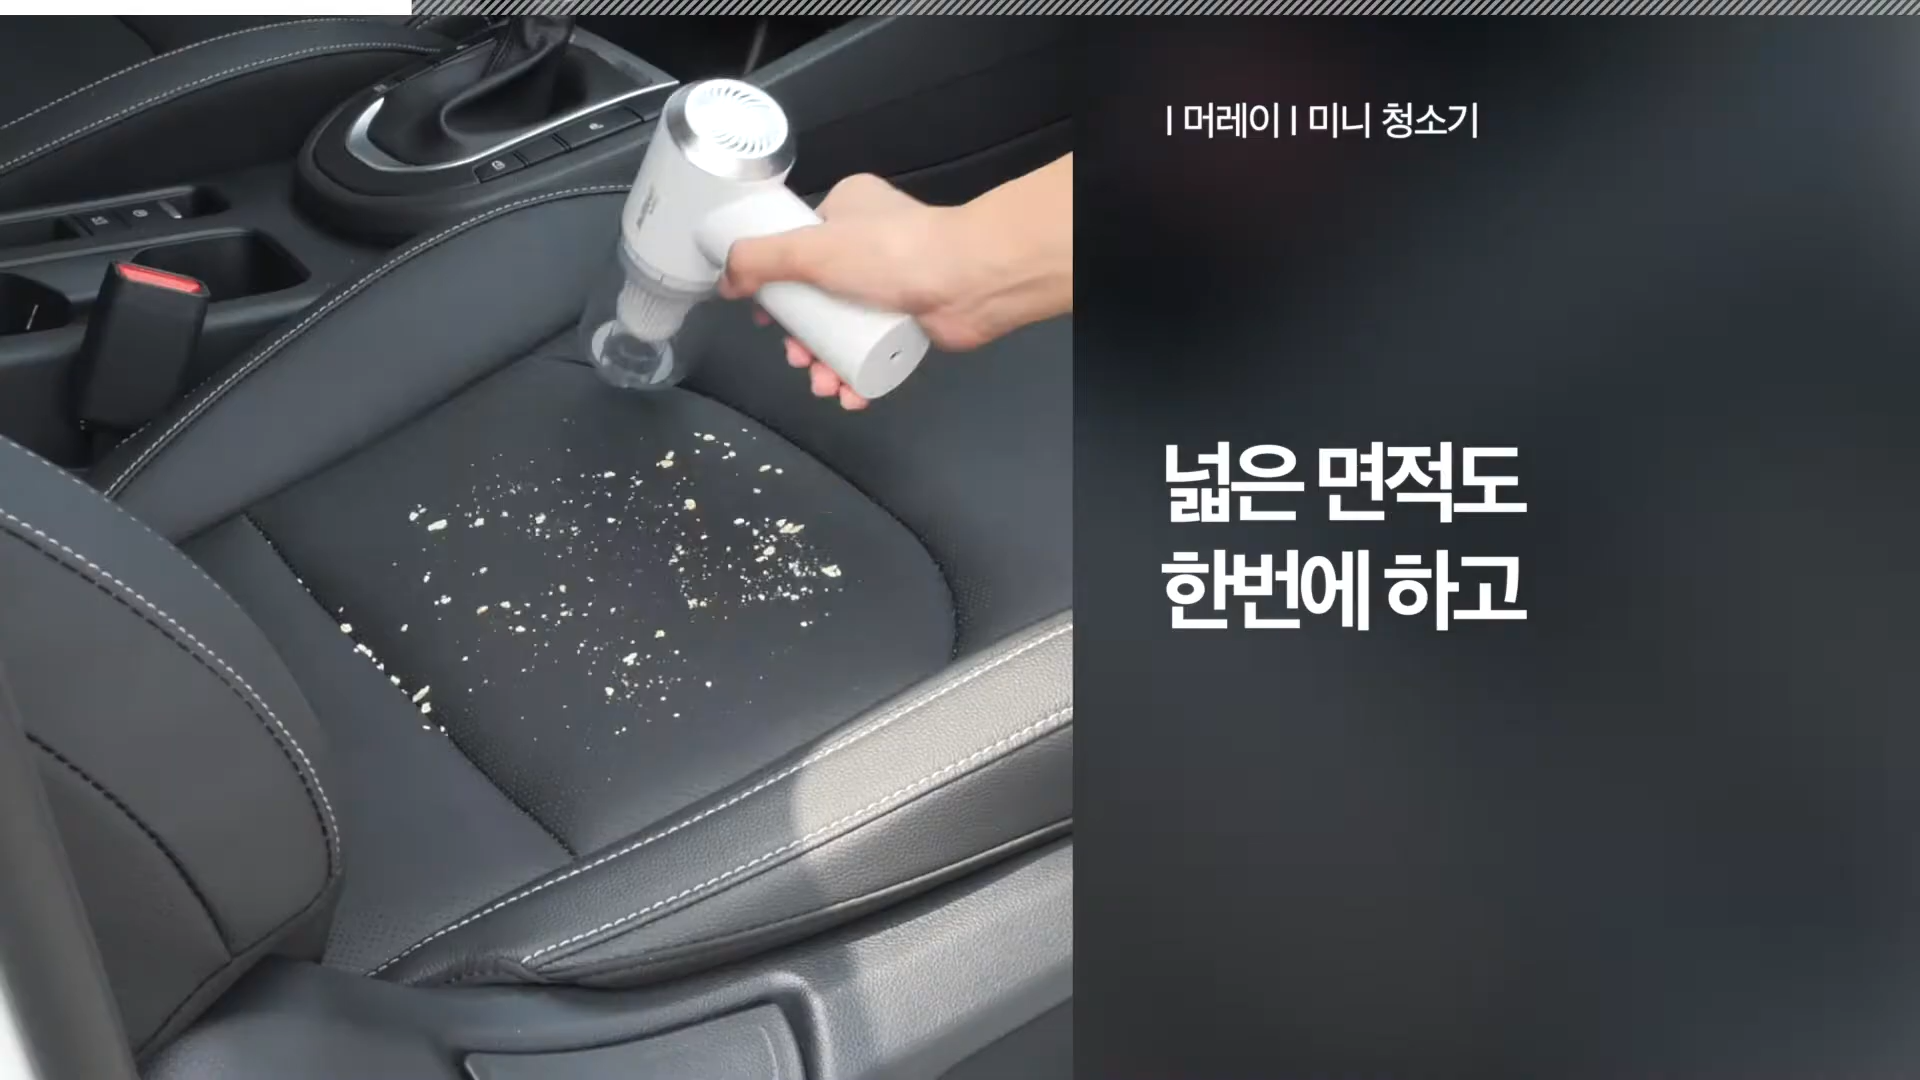 | 머레이 | 미니 청소기
넓은 면적도
한번에 하고